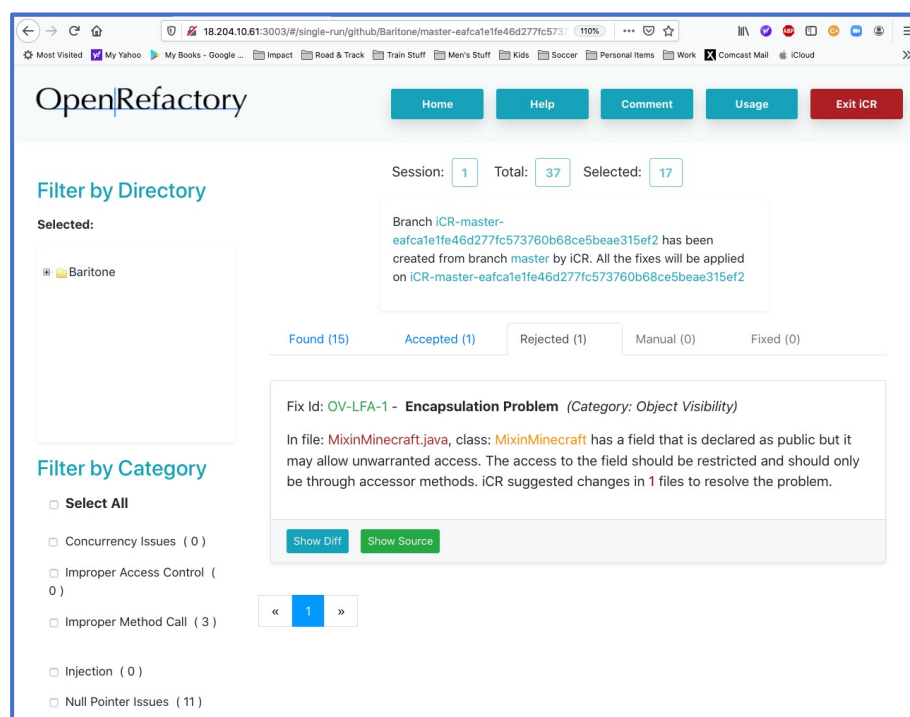 18.204.10.61:3003/#/single-run/github/Baritone/master-eafca1e1fe46d277fc573 110%
Most Visited My Yahoo My Books - Google ... Impact Road & Track Train Stuff Men's Stuff Kids Soccer Personal Items Work Comcast Mail iCloud
OpenRefactory
Home Help Comment Usage Exit iCR
Session: 1 Total: 37 Selected: 17
Filter by Directory
Selected:
Baritone
Branch iCR-master-
eafca1e1fe46d277fc573760b68ce5beae315ef2 has been
created from branch master by iCR. All the fixes will be applied
on iCR-master-eafca1e1fe46d277fc573760b68ce5beae315ef2
Found (15) Accepted (1) Rejected (1) Manual (0) Fixed (0)
Fix Id: OV-LFA-1 - Encapsulation Problem (Category: Object Visibility)
In file: MixinMinecraft.java, class: MixinMinecraft has a field that is declared as public but it
may allow unwarranted access. The access to the field should be restricted and should only
be through accessor methods. iCR suggested changes in 1 files to resolve the problem.
Show Diff Show Source
« 1 »
Filter by Category
Select All
Concurrency Issues ( 0 )
Improper Access Control (
0 )
Improper Method Call ( 3 )
Injection ( 0 )
Null Pointer Issues ( 11 )